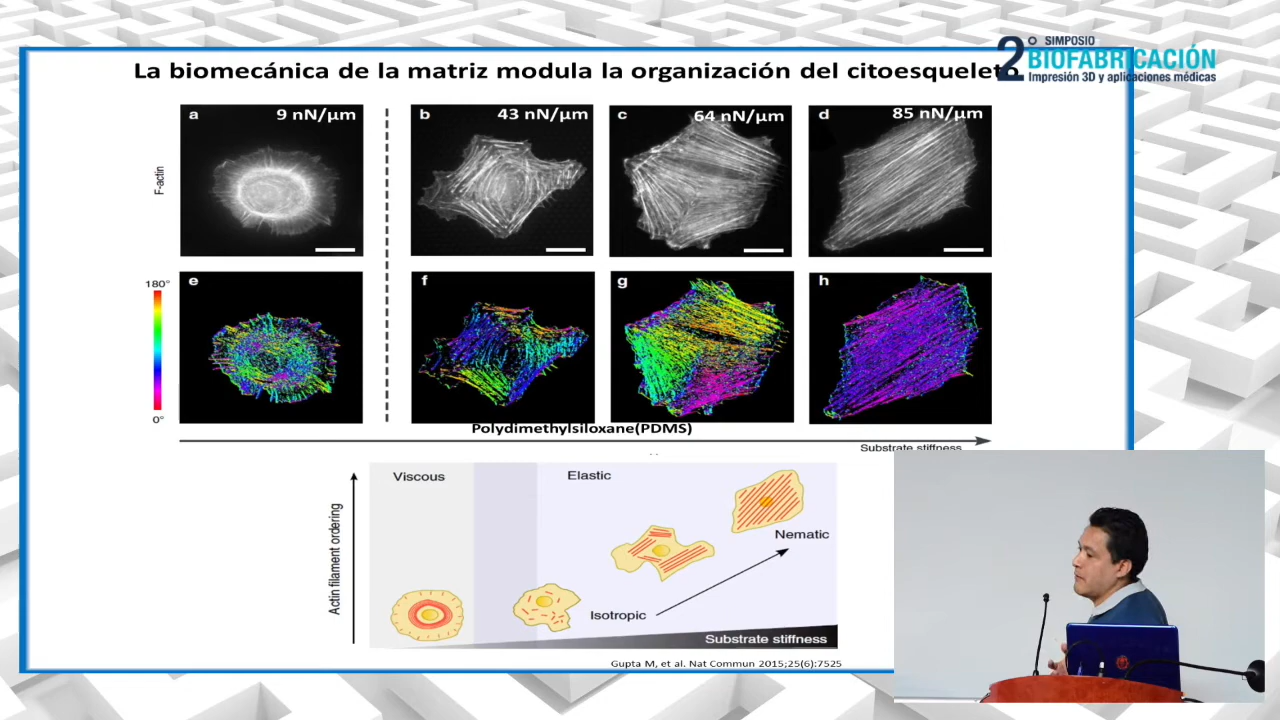 2° SIMPOSIO
BIOFABRICACIÓN
Impresión 3D y aplicaciones médicas
La biomecánica de la matriz modula la organización del citoesqueleto
a 9 nN/μm
b 43 nN/μm
c 64 nN/μm
d 85 nN/μm
F-actin
e
f
g
h
180°
0°
Polydimethylsiloxane(PDMS)
Substrate stiffness
Viscous
Elastic
Nematic
Isotropic
Actin filament ordering
Substrate stiffness
Gupta M, et al. Nat Commun 2015;25(6):7525